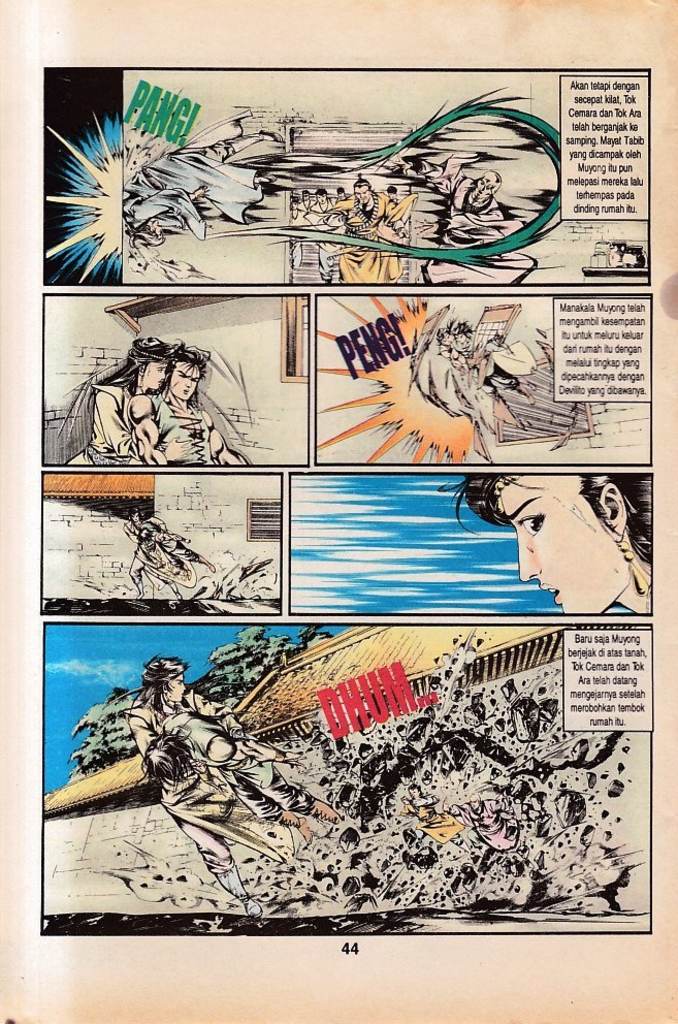 PANG!
Akan tetapi dengan
secepat kilat, Tok
Cemara dan Tok Ara
telah berganjak ke
samping. Mayat Tabib
yang dicampak oleh
Muyong itu pun
melepasi mereka lalu
terhempas pada
dinding rumah itu.
PENG!
Manakala Muyong telah
mengambil kesempatan
itu untuk meluru keluar
dari rumah itu dengan
melalui tingkap yang
dipecahkannya dengan
Devilito yang dibawanya.
DHUM...
Baru saja Muyong
berjejak di atas tanah,
Tok Cemara dan Tok
Ara telah datang
mengejarnya setelah
merobohkan tembok
rumah itu.
44